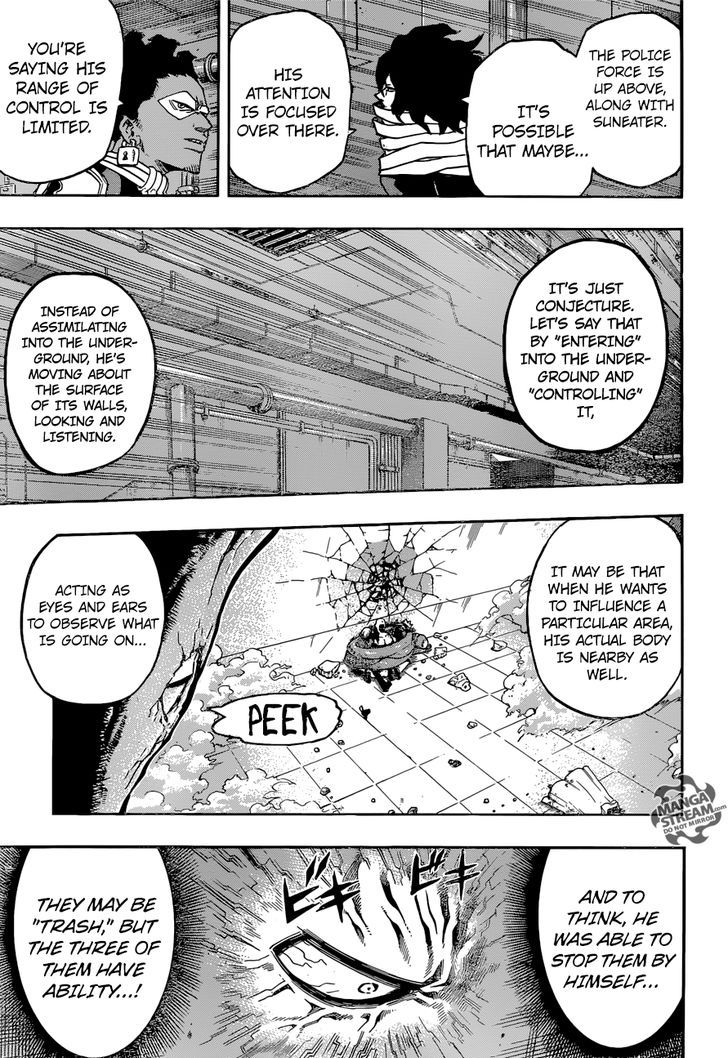 THE POLICE
FORCE IS
UP ABOVE,
ALONG WITH
SUNEATER.
IT'S
POSSIBLE
THAT MAYBE...
HIS
ATTENTION
IS FOCUSED
OVER THERE.
YOU'RE
SAYING HIS
RANGE OF
CONTROL IS
LIMITED.
IT'S JUST
CONJECTURE.
LET'S SAY THAT
BY "ENTERING"
INTO THE UNDER-
GROUND AND
"CONTROLLING"
IT,
INSTEAD OF
ASSIMILATING
INTO THE UNDER-
GROUND, HE'S
MOVING ABOUT
THE SURFACE
OF ITS WALLS,
LOOKING AND
LISTENING.
IT MAY BE THAT
WHEN HE WANTS
TO INFLUENCE A
PARTICULAR AREA,
HIS ACTUAL BODY
IS NEARBY AS
WELL.
ACTING AS
EYES AND EARS
TO OBSERVE WHAT
IS GOING ON...
PEEK
MANGA
STREAM.com
DO NOT MIRROR
AND TO
THINK, HE
WAS ABLE TO
STOP THEM BY
HIMSELF...
ビキ
ビキ
THEY MAY BE
"TRASH," BUT
THE THREE OF
THEM HAVE
ABILITY...!